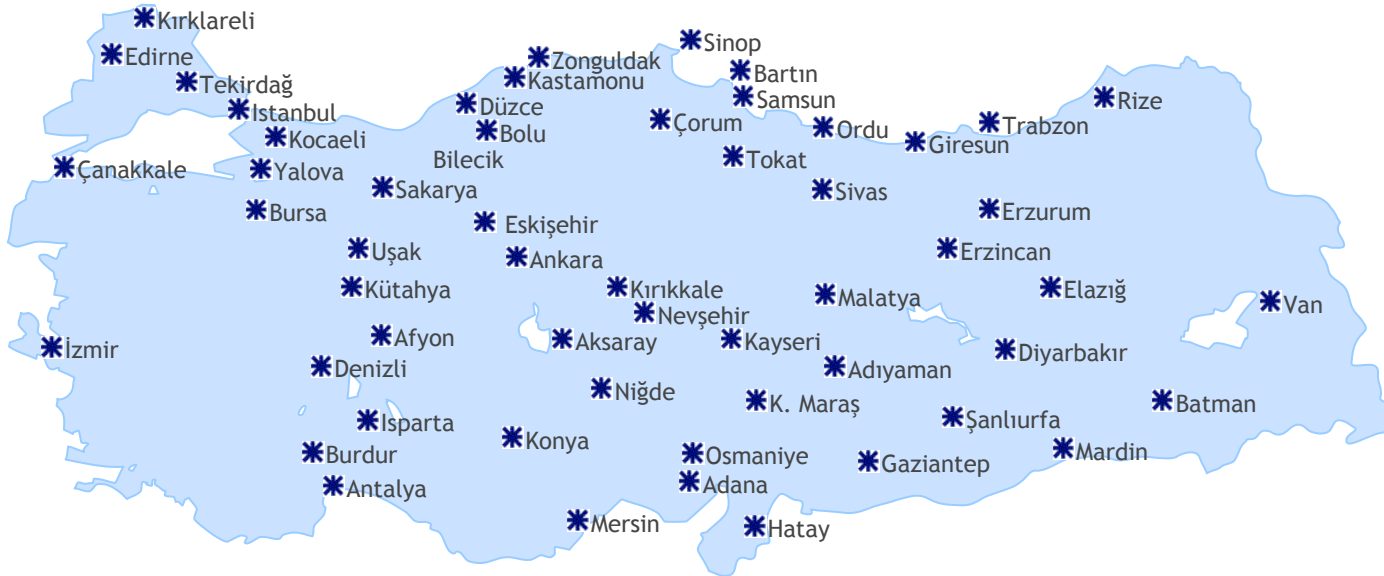 Kırklareli
Sinop
Edirne
Zonguldak
Bartın
Kastamonu
Tekirdağ
Samsun
Rize
Düzce
Istanbul
Çorum
Trabzon
Ordu
Kocaeli
Bolu
Giresun
Bilecik
Tokat
Çanakkale
Yalova
Sakarya
Sivas
Bursa
Erzurum
Eskişehir
Uşak
Erzincan
Ankara
Kütahya
Kırıkkale
Elazığ
Malatya
Van
Nevşehir
Afyon
Aksaray
Kayseri
İzmir
Diyarbakır
Denizli
Adıyaman
Niğde
K. Maraş
Batman
Isparta
Şanlıurfa
Konya
Burdur
Osmaniye
Mardin
Gaziantep
Antalya
Adana
Mersin
Hatay